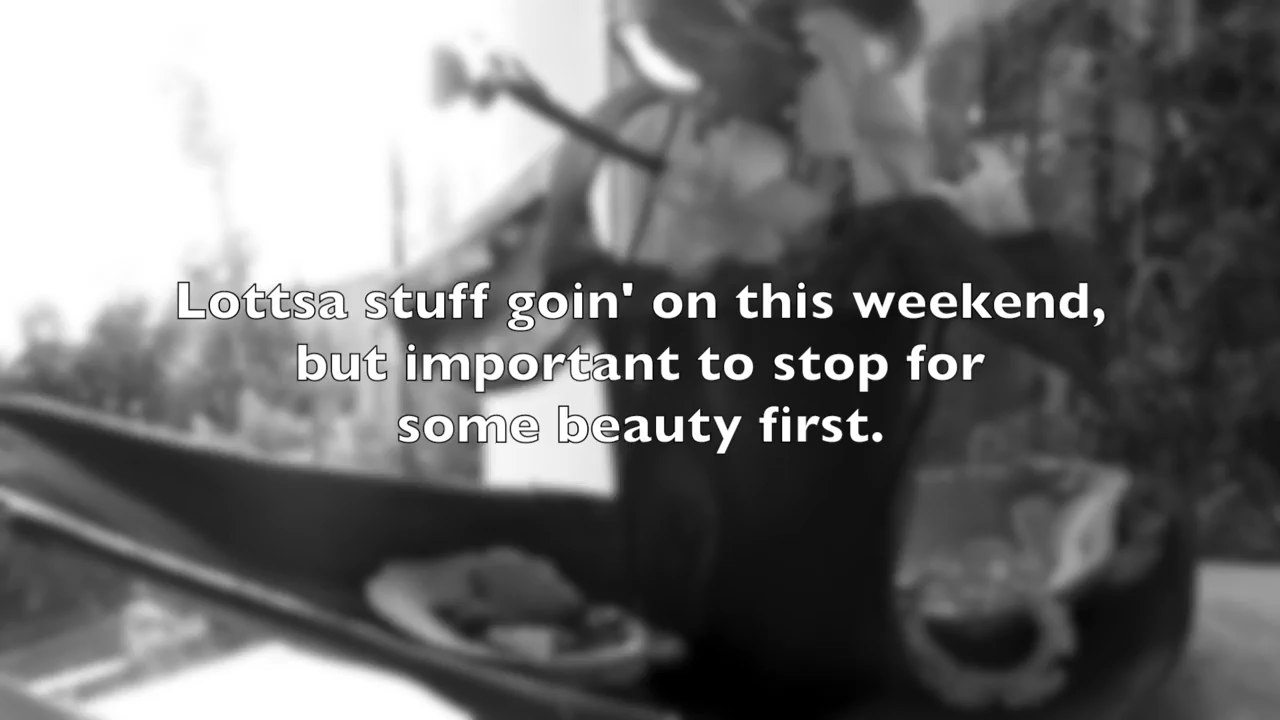 Lottsa stuff goin' on this weekend,
but important to stop for
some beauty first.